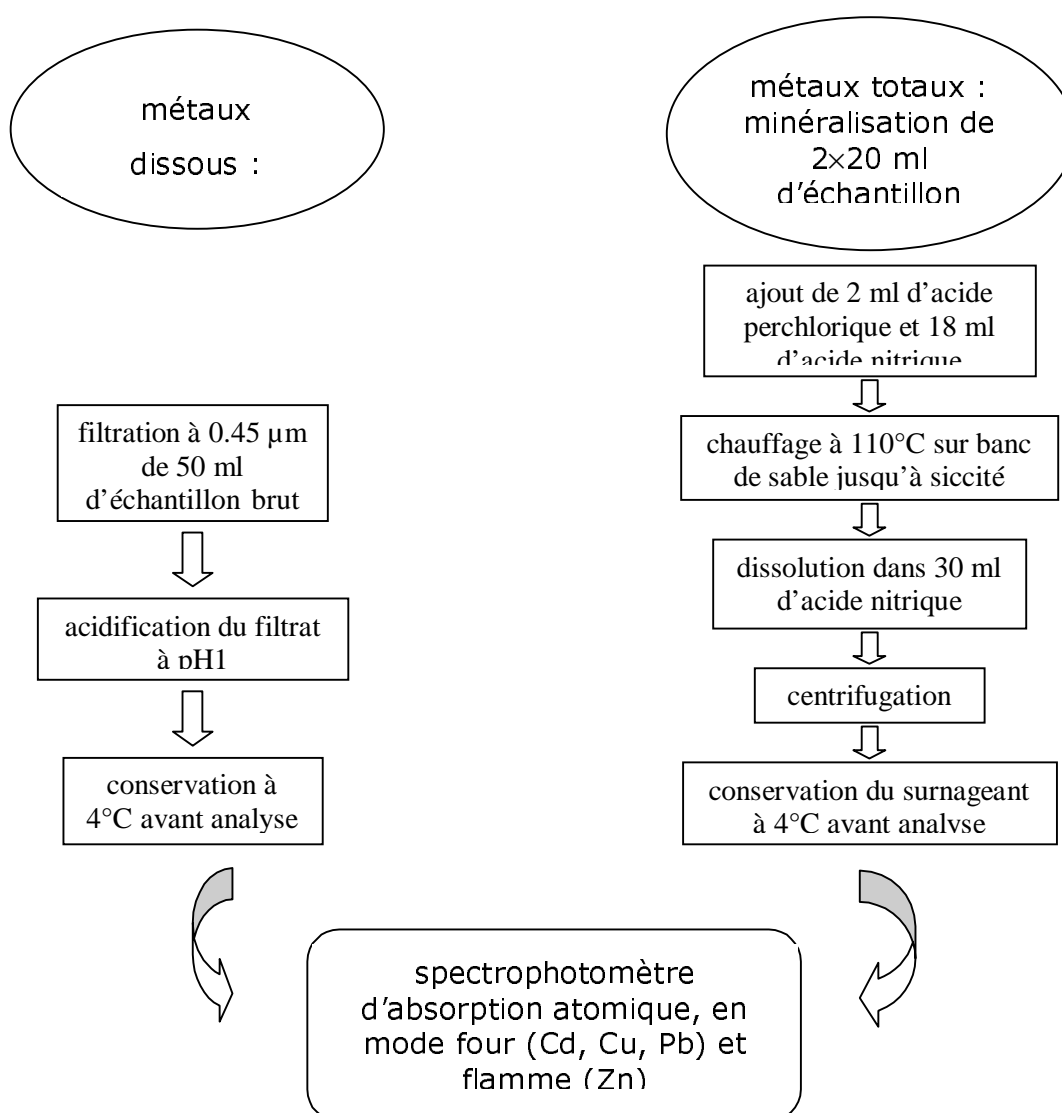 métaux
dissous :
filtration à 0.45 µm
de 50 ml
d’échantillon brut
acidification du filtrat
à pH1
conservation à
4°C avant analyse
métaux totaux :
minéralisation de
2×20 ml
d’échantillon
ajout de 2 ml d’acide
perchlorique et 18 ml
d’acide nitrique
chauffage à 110°C sur banc
de sable jusqu’à siccité
dissolution dans 30 ml
d’acide nitrique
centrifugation
conservation du surnageant
à 4°C avant analyse
spectrophotomètre
d’absorption atomique, en
mode four (Cd, Cu, Pb) et
flamme (Zn)